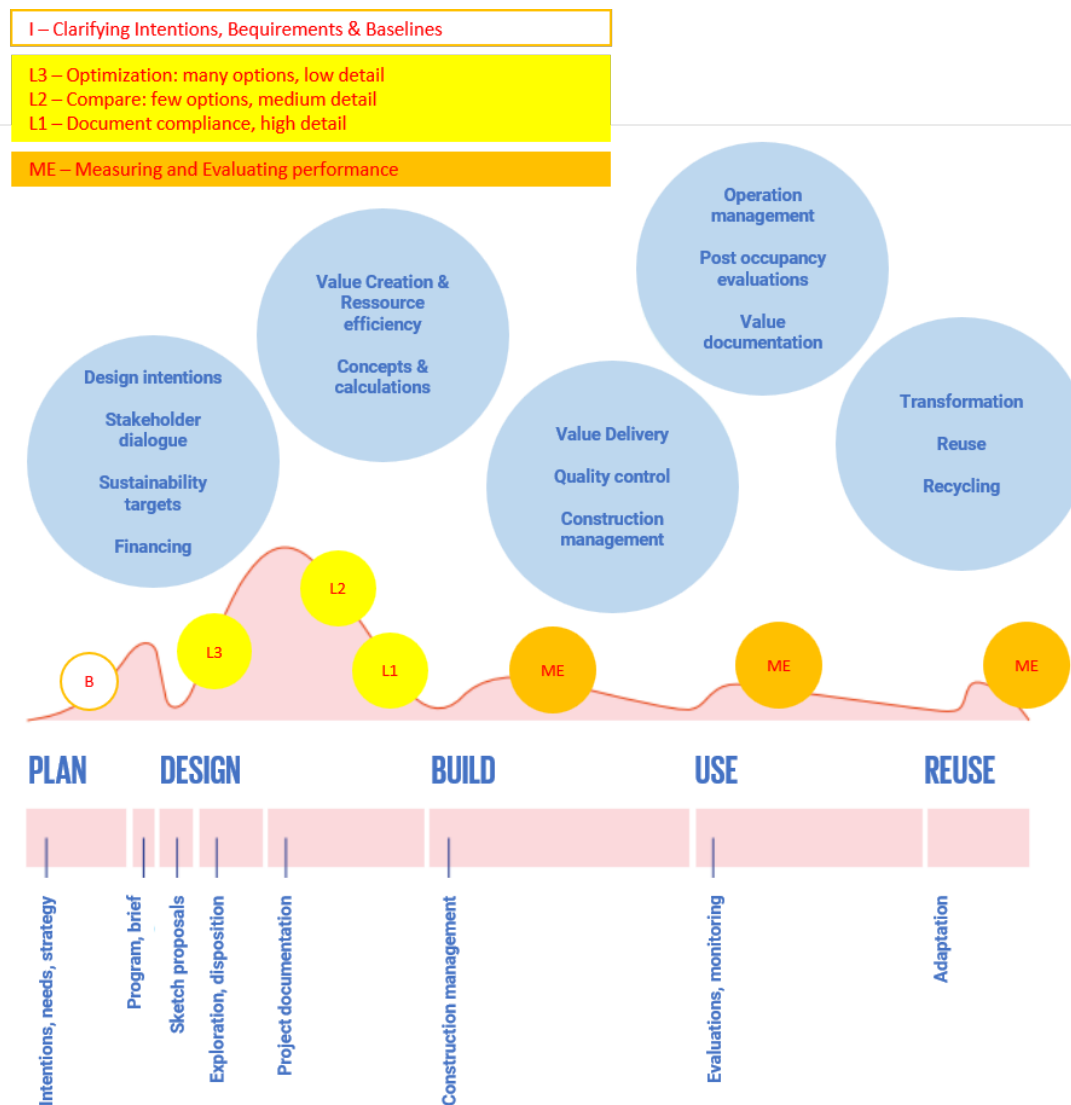 I – Clarifying Intentions, Bequirements & Baselines
L3 – Optimization: many options, low detail
L2 – Compare: few options, medium detail
L1 – Document compliance, high detail
ME – Measuring and Evaluating performance
Design intentions
Stakeholder
dialogue
Sustainability
targets
Financing
Value Creation &
Ressource
efficiency
Concepts &
calculations
Value Delivery
Quality control
Construction
management
Operation
management
Post occupancy
evaluations
Value
documentation
Transformation
Reuse
Recycling
B
L3
L2
L1
ME
ME
ME
PLAN
DESIGN
BUILD
USE
REUSE
Intentions, needs, strategy
Program, brief
Sketch proposals
Exploration, disposition
Project documentation
Construction management
Evaluations, monitoring
Adaptation